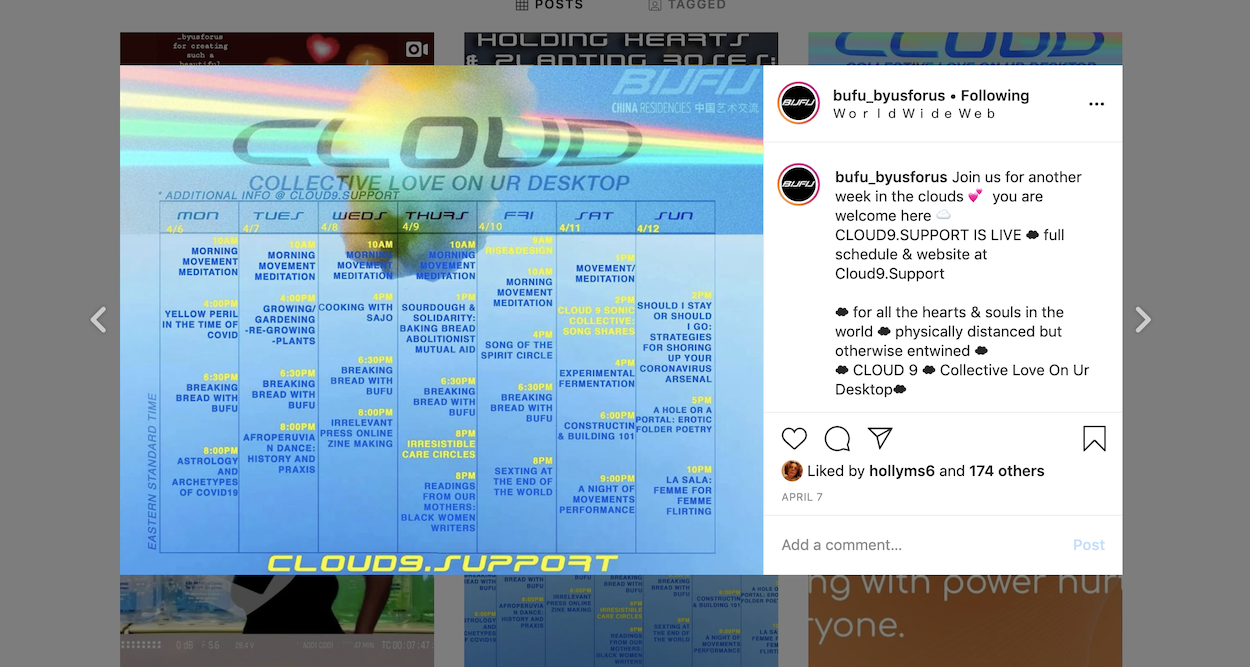 POSTS
TAGGED
_byusforus
for creating
such a
beautiful
HOLDING HEARTS
& PLANTING ROSES:
CLOUD
COLLECTIVE LOVE ON UR DESKTOP
BUFU
CHINA RESIDENCIES 中国艺术交流
CLOUD
COLLECTIVE LOVE ON UR DESKTOP
* ADDITIONAL INFO @ CLOUD9.SUPPORT
MON
TUES
WEDS
THURS
FRI
SAT
SUN
4/6
4/7
4/8
4/9
4/10
4/11
4/12
10AM
MORNING
MOVEMENT
MEDITATION
4:00PM
YELLOW PERIL
IN THE TIME OF
COVID
6:30PM
BREAKING
BREAD WITH
BUFU
8:00PM
ASTROLOGY
AND
ARCHETYPES
OF COVID19
10AM
MORNING
MOVEMENT
MEDITATION
4:00PM
GROWING/
GARDENING
-RE-GROWING
-PLANTS
6:30PM
BREAKING
BREAD WITH
BUFU
8:00PM
AFROPERUVIA
N DANCE:
HISTORY AND
PRAXIS
10AM
MORNING
MOVEMENT
MEDITATION
4PM
COOKING WITH
SAJO
6:30PM
BREAKING
BREAD WITH
BUFU
8:00PM
IRRELEVANT
PRESS ONLINE
ZINE MAKING
10AM
MORNING
MOVEMENT
MEDITATION
1PM
SOURDOUGH &
SOLIDARITY:
BAKING BREAD
ABOLITIONIST
MUTUAL AID
6:30PM
BREAKING
BREAD WITH
BUFU
8PM
IRRESISTIBLE
CARE CIRCLES
8PM
READINGS
FROM OUR
MOTHERS:
BLACK WOMEN
WRITERS
9AM
RISE&DESIGN
10AM
MORNING
MOVEMENT
MEDITATION
4PM
SONG OF THE
SPIRIT CIRCLE
6:30PM
BREAKING
BREAD WITH
BUFU
8PM
SEXTING AT
THE END OF
THE WORLD
1PM
MOVEMENT/
MEDITATION
2PM
CLOUD 9 SONIC
COLLECTIVE:
SONG SHARES
4PM
EXPERIMENTAL
FERMENTATION
6:00PM
CONSTRUCTIN
& BUILDING 101
9:00PM
A NIGHT OF
MOVEMENTS
PERFORMANCE
2PM
SHOULD I STAY
OR SHOULD
I GO:
STRATEGIES
FOR SHORING
UP YOUR
CORONAVIRUS
ARSENAL
5PM
A HOLE OR A
PORTAL: EROTIC
FOLDER POETRY
10PM
LA SALA:
FEMME FOR
FEMME
FLIRTING
EASTERN STANDARD TIME
CLOUD9.SUPPORT
BUFU
bufu_byusforus • Following
World Wide Web
BUFU
bufu_byusforus Join us for another
week in the clouds 💕 you are
welcome here ☁️
CLOUD9.SUPPORT IS LIVE 🗯 full
schedule & website at
Cloud9.Support
🗯 for all the hearts & souls in the
world 🗯 physically distanced but
otherwise entwined 🗯
🗯 CLOUD 9 🗯 Collective Love On Ur
Desktop🗯
Liked by hollyms6 and 174 others
APRIL 7
Add a comment...
Post
ng with power nur
ryone.